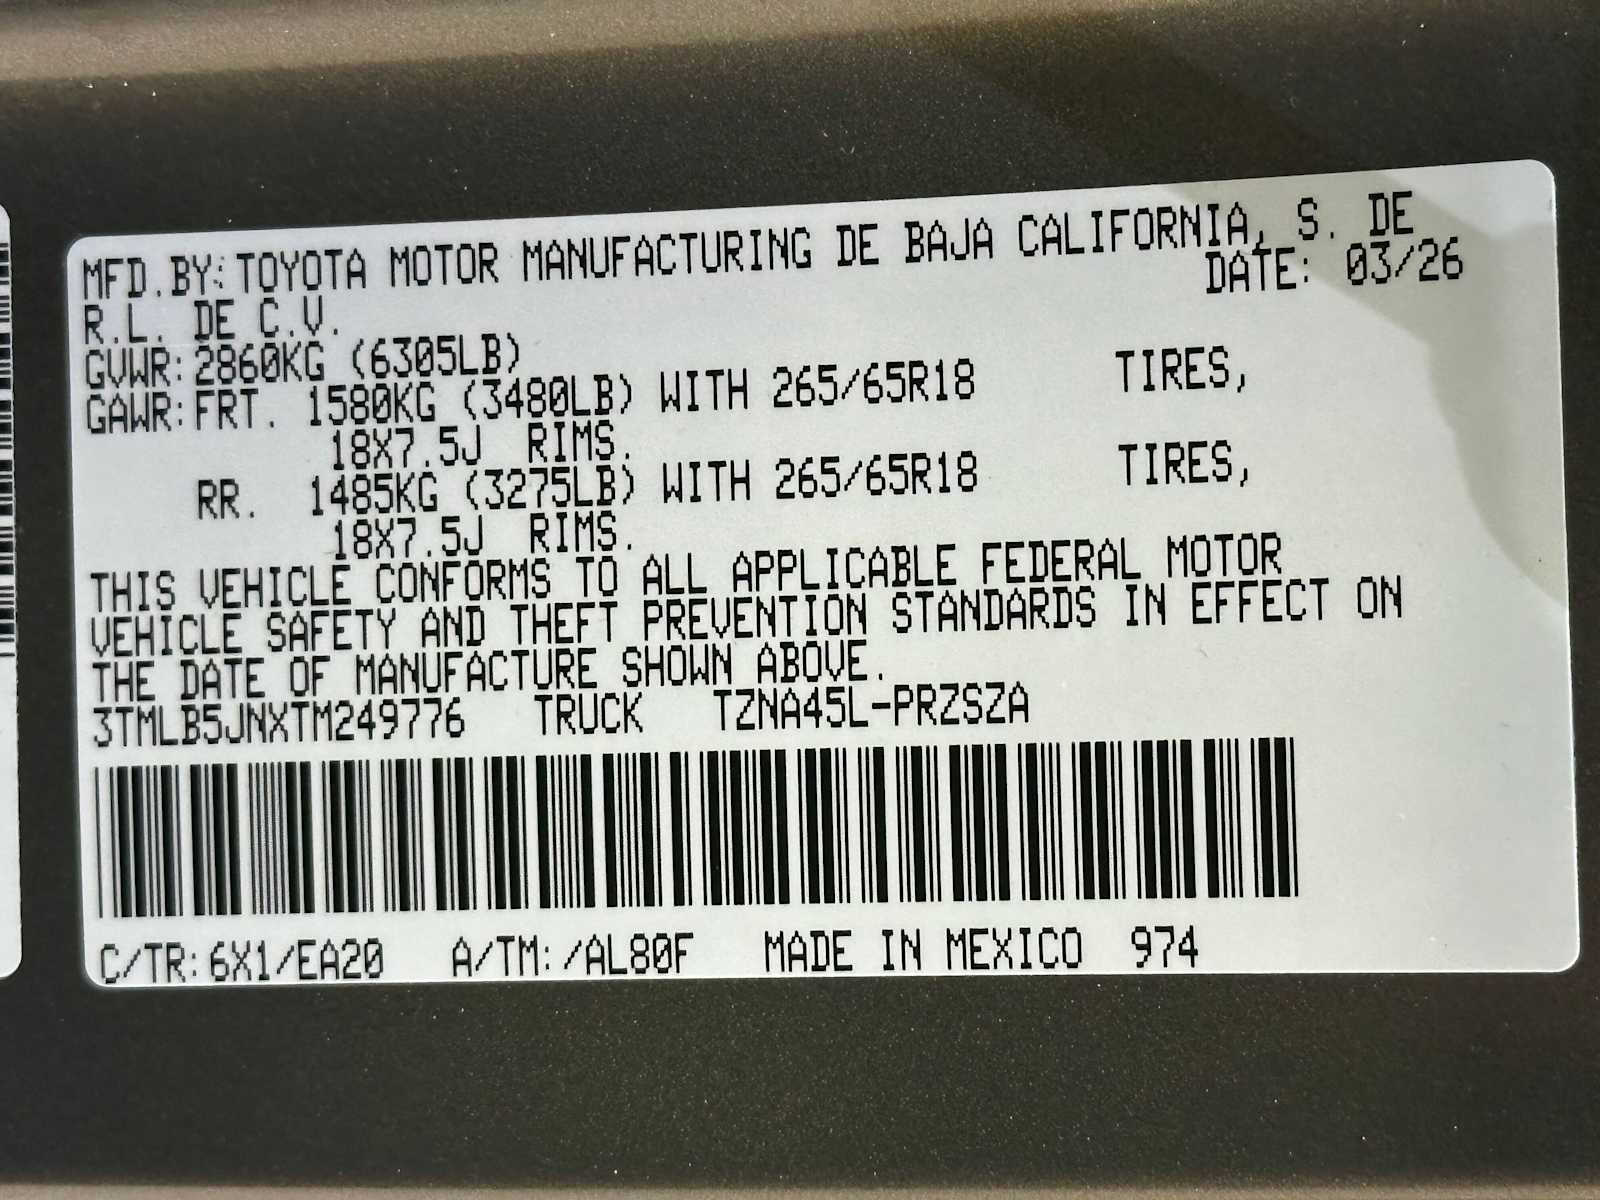 MFD.BY:TOYOTA MOTOR MANUFACTURING DE BAJA CALIFORNIA, S. DE
R.L. DE C.V. DATE: 03/26
GVWR:2860KG (6305LB)
GAWR:FRT. 1580KG (3480LB) WITH 265/65R18 TIRES,
18X7.5J RIMS.
RR. 1485KG (3275LB) WITH 265/65R18 TIRES,
18X7.5J RIMS.
THIS VEHICLE CONFORMS TO ALL APPLICABLE FEDERAL MOTOR
VEHICLE SAFETY AND THEFT PREVENTION STANDARDS IN EFFECT ON
THE DATE OF MANUFACTURE SHOWN ABOVE.
3TMLB5JNXTM249776 TRUCK TZNA45L-PRZSZA
C/TR:6X1/EA20 A/TM:/AL80F MADE IN MEXICO 974